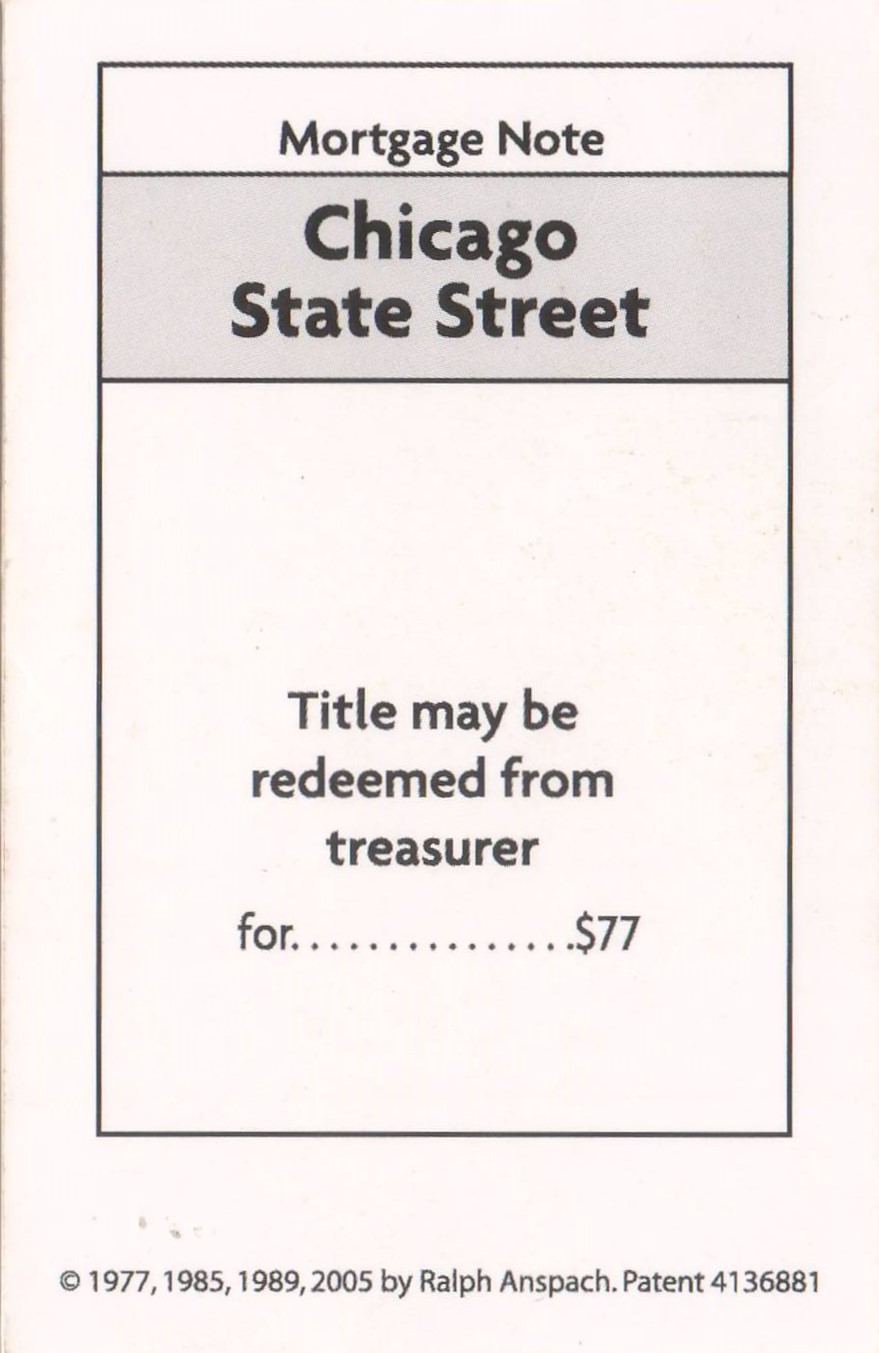 Mortgage Note
Chicago
State Street
Title may be
redeemed from
treasurer
for................$77
© 1977, 1985, 1989, 2005 by Ralph Anspach. Patent 4136881